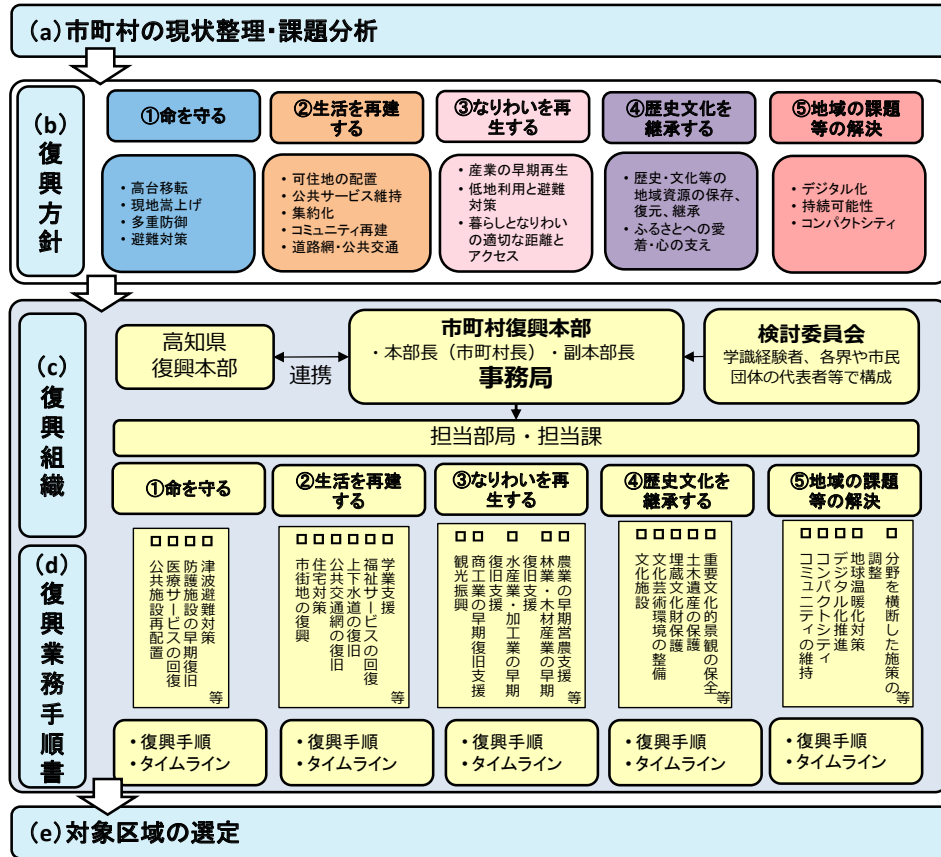 (a)市町村の現状整理・課題分析
(b)復興方針
①命を守る
・高台移転
・現地嵩上げ
・多重防御
・避難対策
②生活を再建
する
・可住地の配置
・公共サービス維持
・集約化
・コミュニティ再建
・道路網・公共交通
③なりわいを再
生する
・産業の早期再生
・低地利用と避難
対策
・暮らしとなりわい
の適切な距離と
アクセス
④歴史文化を
継承する
・歴史・文化等の
地域資源の保存、
復元、継承
・ふるさとへの愛
着・心の支え
⑤地域の課題
等の解決
・デジタル化
・持続可能性
・コンパクトシティ
(c)復興組織
高知県
復興本部
連携
市町村復興本部
・本部長（市町村長）・副本部長
事務局
検討委員会
学識経験者、各界や市民
団体の代表者等で構成
担当部局・担当課
(d)復興業務手順書
①命を守る
□津波避難対策
□防護施設の早期復旧
□医療サービスの回復
□公共施設再配置
等
・復興手順
・タイムライン
②生活を再建
する
□学業支援
□福祉サービスの回復
□上下水道の復旧
□公共交通網の復旧
□住宅対策
□市街地の復興
等
・復興手順
・タイムライン
③なりわいを再
生する
□農業の早期営農支援
□林業・木材産業の早期
復旧支援
□水産業・加工業の早期
復旧支援
□商工業の早期復旧支援
□観光振興
等
・復興手順
・タイムライン
④歴史文化を
継承する
□重要文化的景観の保全
□土木遺産の保護
□埋蔵文化財保護
□文化芸術環境の整備
□文化施設
等
・復興手順
・タイムライン
⑤地域の課題
等の解決
□分野を横断した施策の
調整
□地球温暖化対策
□デジタル化推進
□コンパクトシティ
□コミュニティの維持
等
・復興手順
・タイムライン
(e)対象区域の選定